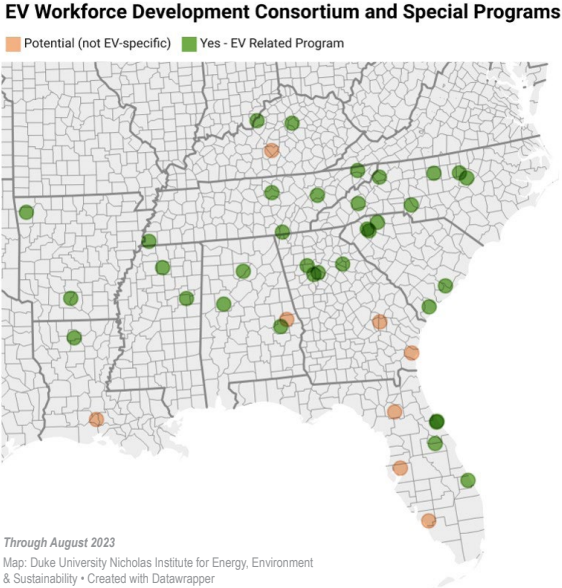 EV Workforce Development Consortium and Special Programs
Potential (not EV-specific) Yes - EV Related Program
Through August 2023
Map: Duke University Nicholas Institute for Energy, Environment
& Sustainability • Created with Datawrapper